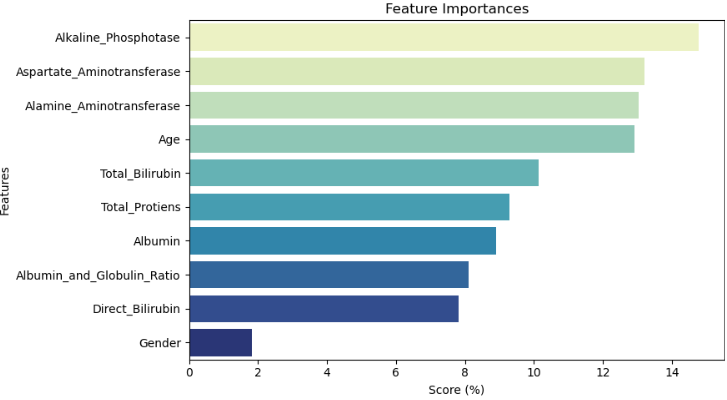 Feature Importances
Alkaline_Phosphotase
Aspartate_Aminotransferase
Alamine_Aminotransferase
Age
Total_Bilirubin
Total_Protiens
Albumin
Albumin_and_Globulin_Ratio
Direct_Bilirubin
Gender
Features
0 2 4 6 8 10 12 14
Score (%)